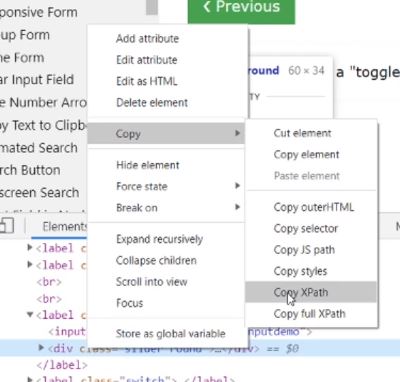 ponsive Form
up Form
ne Form
ar Input Field
e Number Arro
y Text to Clipb
mated Search
rch Button
screen Search
❮ Previous
round 60 × 34
a "toggle
TY
Add attribute
Edit attribute
Edit as HTML
Delete element
Copy
Hide element
Force state
Break on
Expand recursively
Collapse children
Scroll into view
Focus
Store as global variable
Cut element
Copy element
Paste element
Copy outerHTML
Copy selector
Copy JS path
Copy styles
Copy XPath
Copy full XPath
Elements
<label c
<label c
<br>
<br>
<label c
<input nputdemo">
<div class="slider round">…</div> == $0
</label>
<label class="switch"> </label>